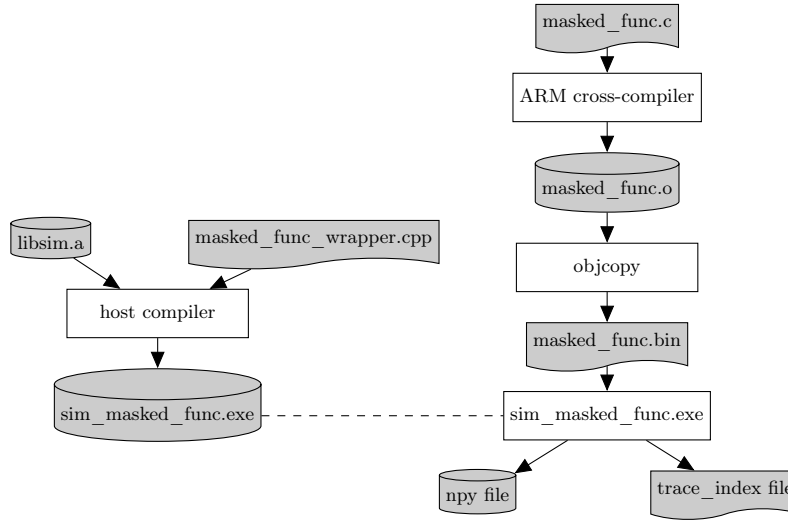 masked_func.c
ARM cross-compiler
masked_func.o
libsim.a
masked_func_wrapper.cpp
objcopy
host compiler
masked_func.bin
sim_masked_func.exe
sim_masked_func.exe
npy file
trace_index file